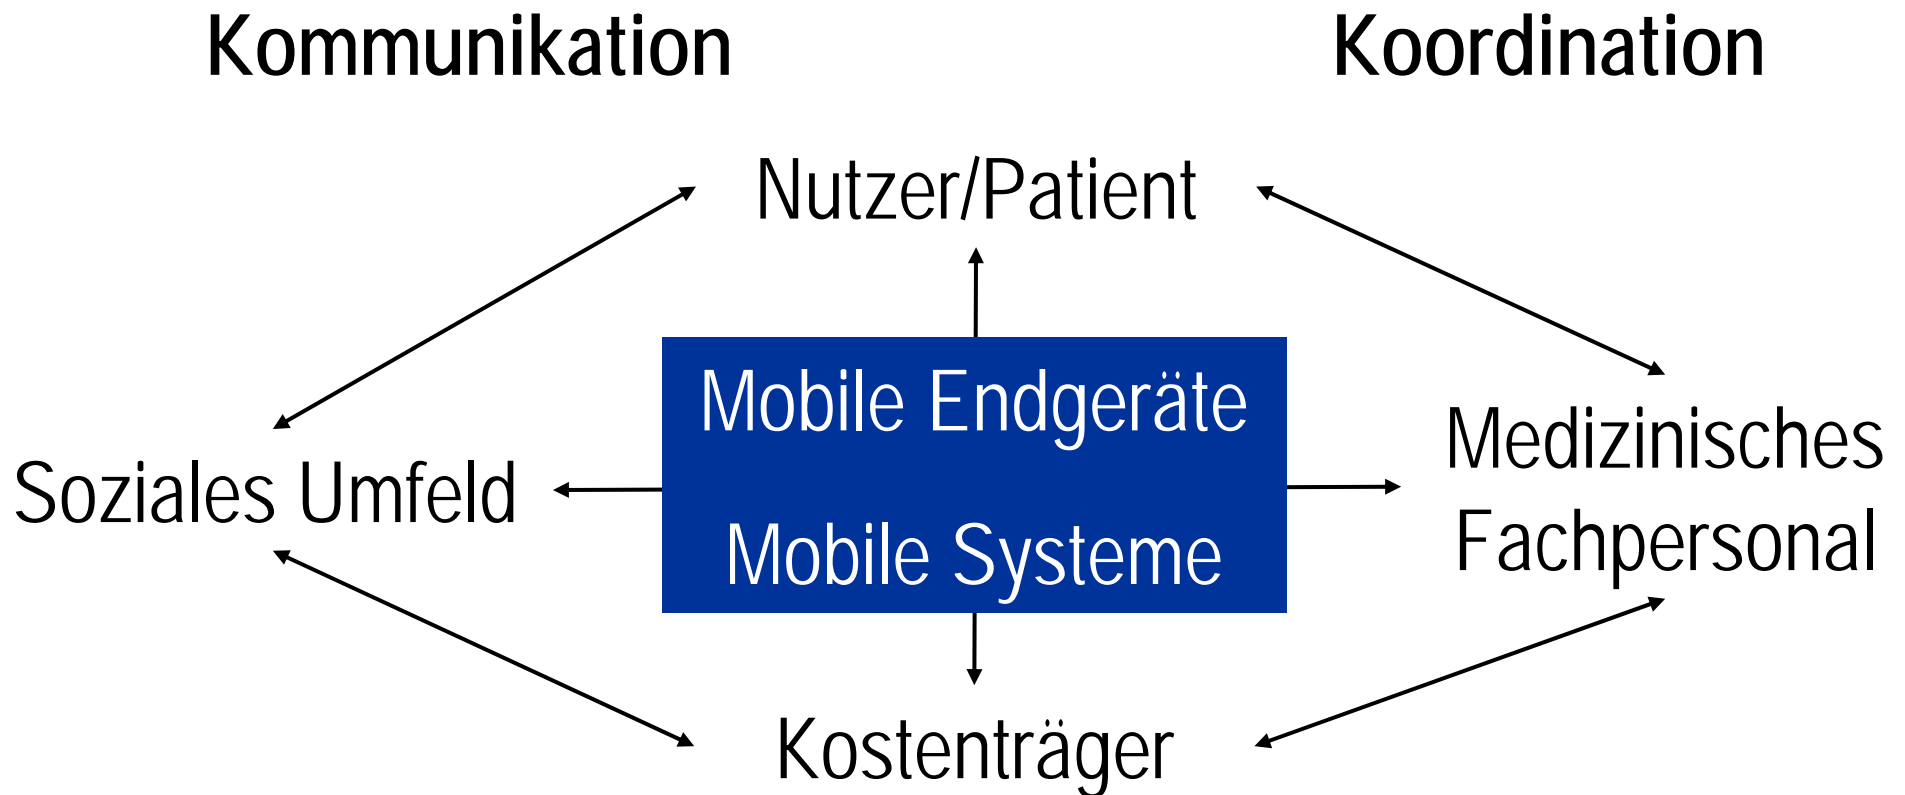 Kommunikation
Koordination
Nutzer/Patient
Mobile Endgeräte
Mobile Systeme
Soziales Umfeld
Medizinisches
Fachpersonal
Kostenträger